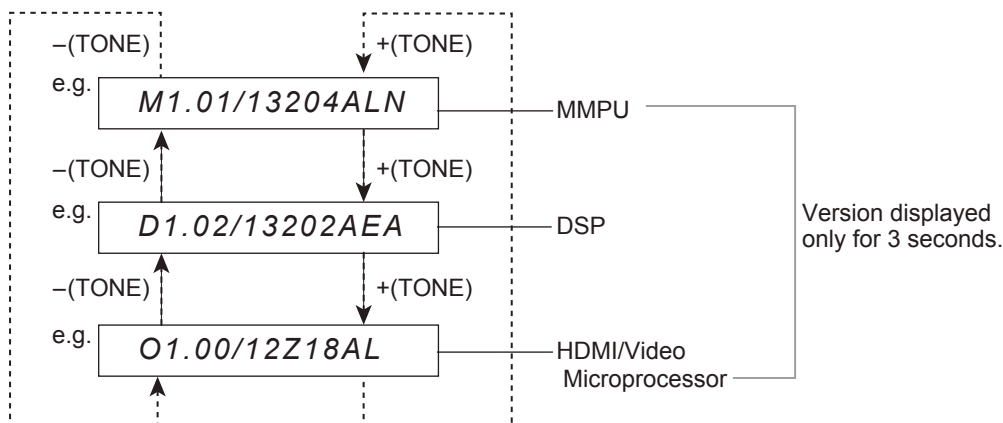 –(TONE) +(TONE)
e.g. M1.01/13204ALN MMPU
–(TONE) +(TONE)
e.g. D1.02/13202AEA DSP
Version displayed
only for 3 seconds.
–(TONE) +(TONE)
e.g. O1.00/12Z18AL HDMI/Video
Microprocessor